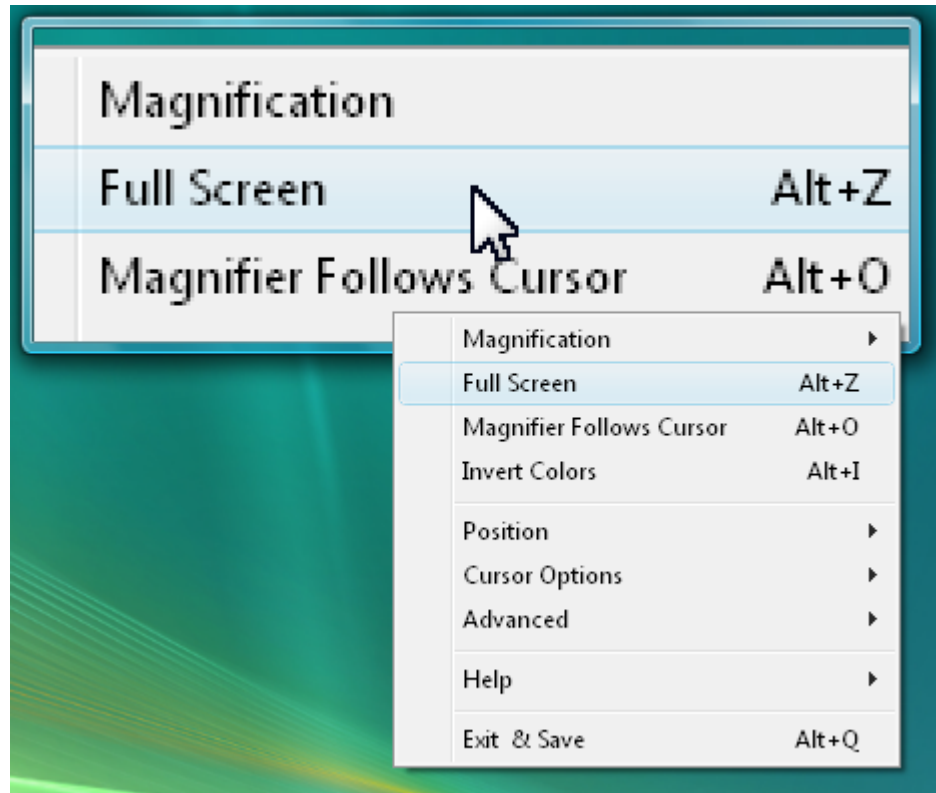 Magnification
Full Screen Alt+Z
Magnifier Follows Cursor Alt+O
Magnification
Full Screen Alt+Z
Magnifier Follows Cursor Alt+O
Invert Colors Alt+I
Position
Cursor Options
Advanced
Help
Exit & Save Alt+Q